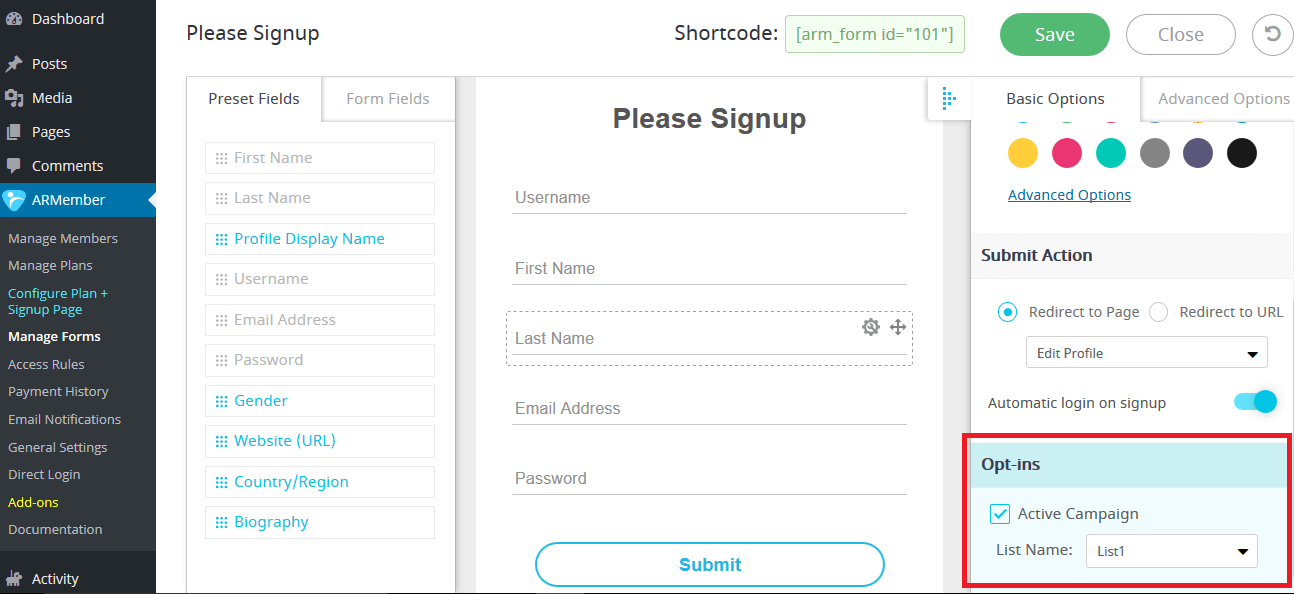 Dashboard
Posts
Media
Pages
Comments
ARMember
Manage Members
Manage Plans
Configure Plan +
Signup Page
Manage Forms
Access Rules
Payment History
Email Notifications
General Settings
Direct Login
Add-ons
Documentation
Activity
Please Signup
Shortcode: [arm_form id="101"]
Save
Close
Preset Fields
Form Fields
First Name
Last Name
Profile Display Name
Username
Email Address
Password
Gender
Website (URL)
Country/Region
Biography
Please Signup
Username
First Name
Last Name
Email Address
Password
Submit
Basic Options
Advanced Options
Advanced Options
Submit Action
Redirect to Page
Redirect to URL
Edit Profile
Automatic login on signup
Opt-ins
Active Campaign
List Name: List1